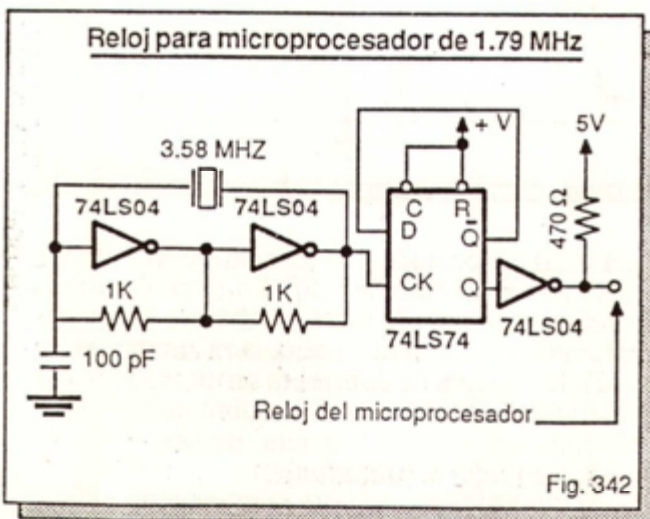 Reloj para microprocesador de 1.79 MHz
+ V
5V
3.58 MHZ
74LS04
74LS04
470 Ω
C
R
D
Q
1K
1K
CK
Q
74LS74
74LS04
100 pF
Reloj del microprocesador
Fig. 342